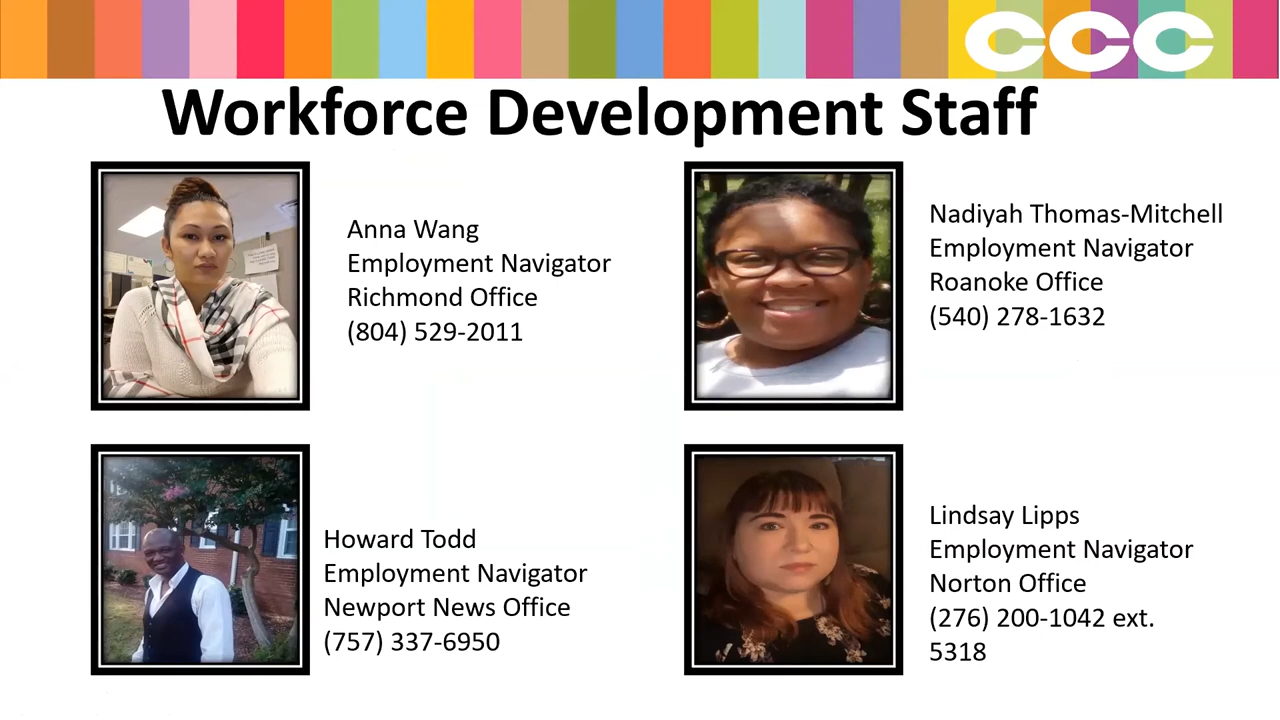 CCC
Workforce Development Staff
Anna Wang
Employment Navigator
Richmond Office
(804) 529-2011
Nadiyah Thomas-Mitchell
Employment Navigator
Roanoke Office
(540) 278-1632
Howard Todd
Employment Navigator
Newport News Office
(757) 337-6950
Lindsay Lipps
Employment Navigator
Norton Office
(276) 200-1042 ext.
5318